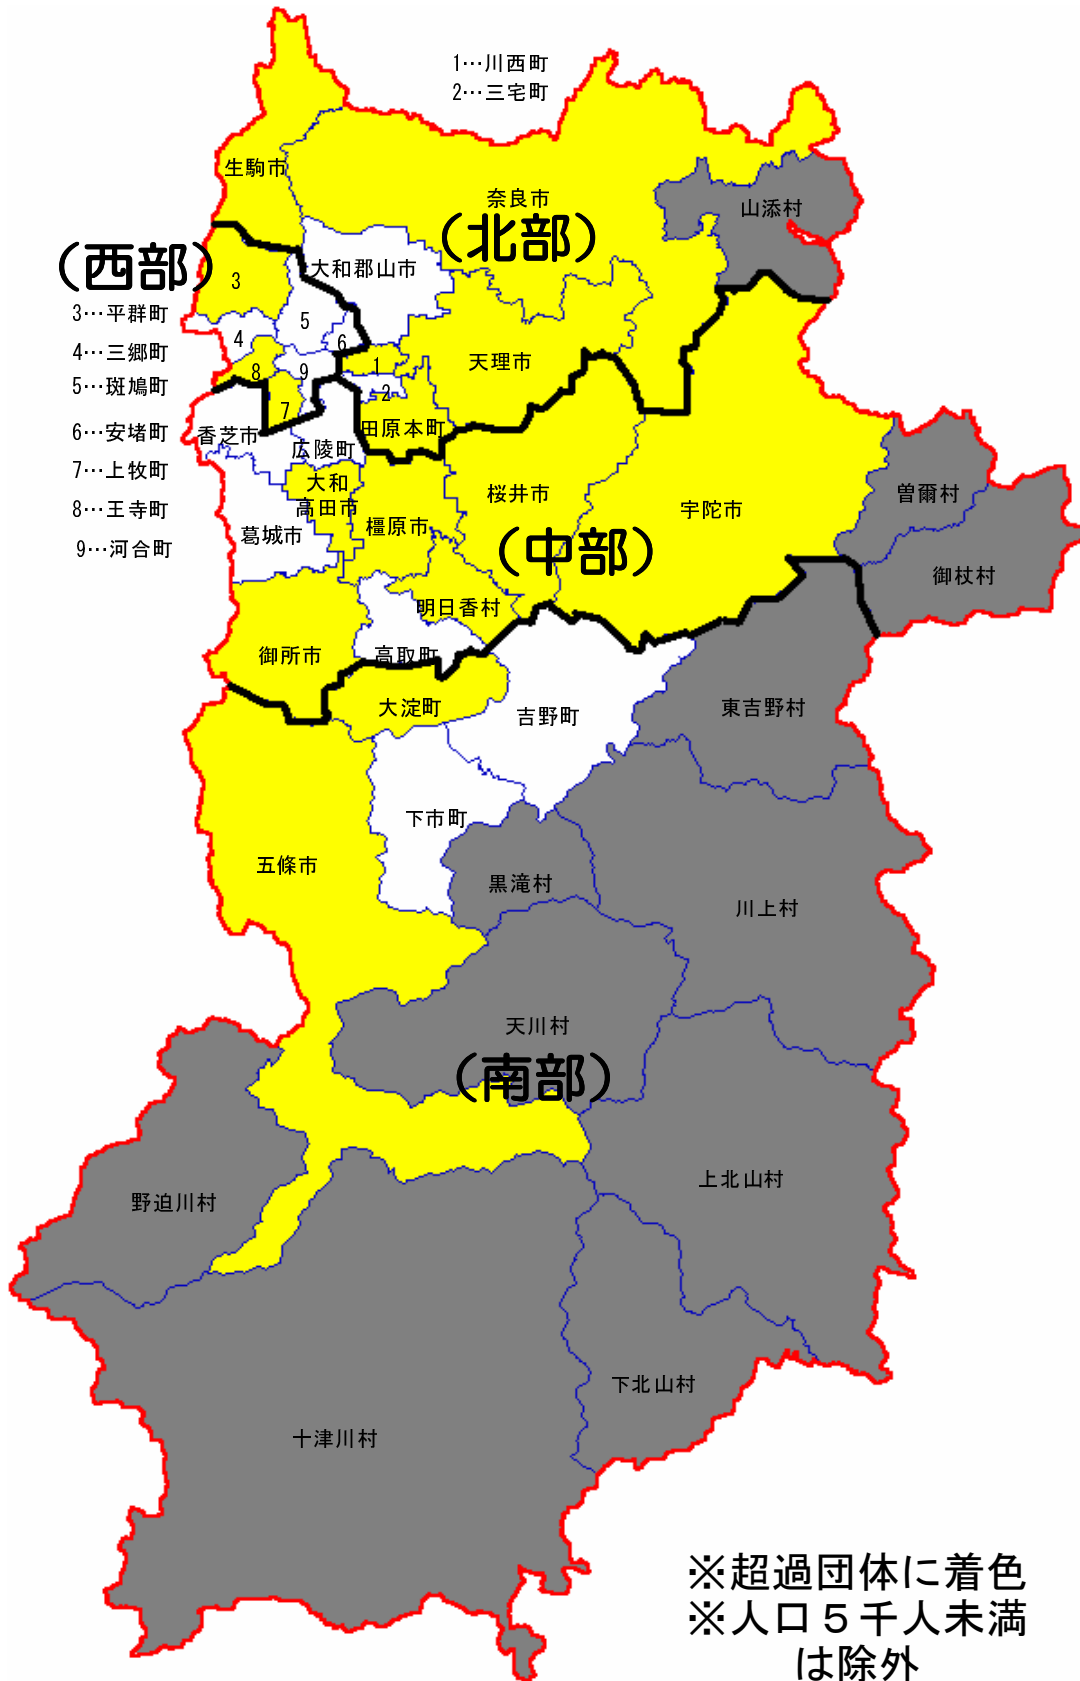 1…川西町
2…三宅町
生駒市
奈良市
山添村
(北部)
(西部)
大和郡山市
3
3…平群町
5
4
6
4…三郷町
1
天理市
8
9
5…斑鳩町
2
7
6…安堵町
香芝市
田原本町
広陵町
7…上牧町
大和
高田市
桜井市
曽爾村
8…王寺町
宇陀市
橿原市
葛城市
9…河合町
(中部)
御杖村
明日香村
御所市
高取町
大淀町
吉野町
東吉野村
下市町
五條市
黒滝村
川上村
天川村
(南部)
上北山村
野迫川村
下北山村
十津川村
※超過団体に着色
※人口5千人未満
は除外